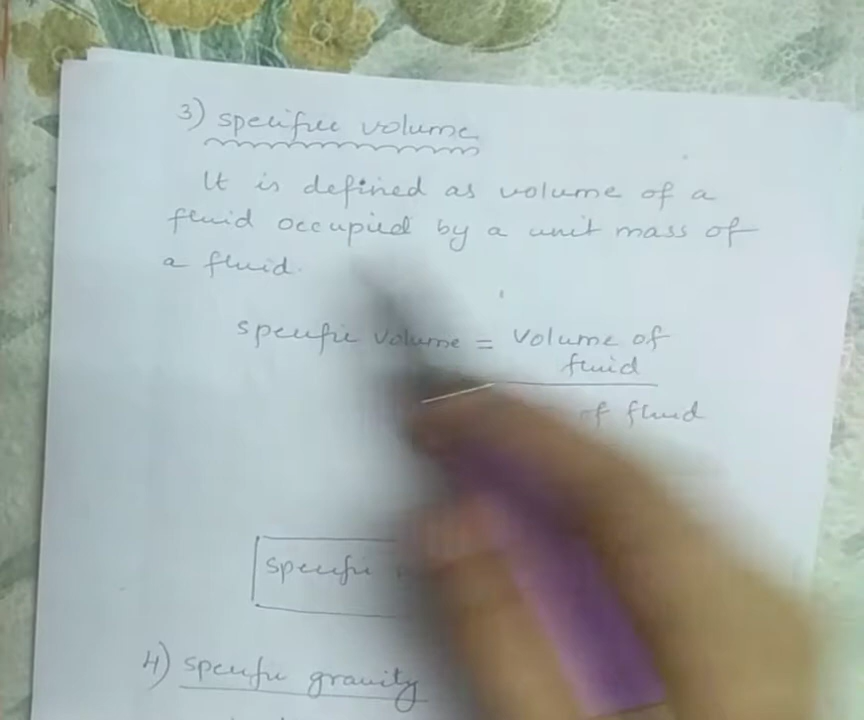 3) specific volume
It is defined as volume of a
fluid occupied by a unit mass of
a fluid.
specific volume = volume of
fluid
of fluid
specific
4) specific gravity